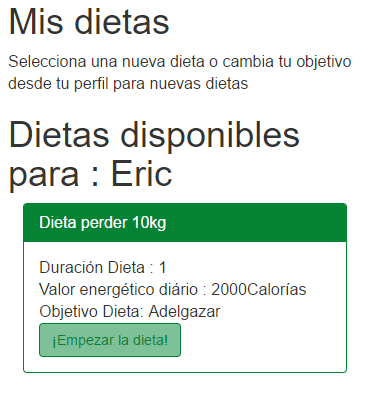 Mis dietas
Selecciona una nueva dieta o cambia tu objetivo
desde tu perfil para nuevas dietas
Dietas disponibles
para : Eric
Dieta perder 10kg
Duración Dieta : 1
Valor energético diário : 2000Calorías
Objetivo Dieta: Adelgazar
¡Empezar la dieta!